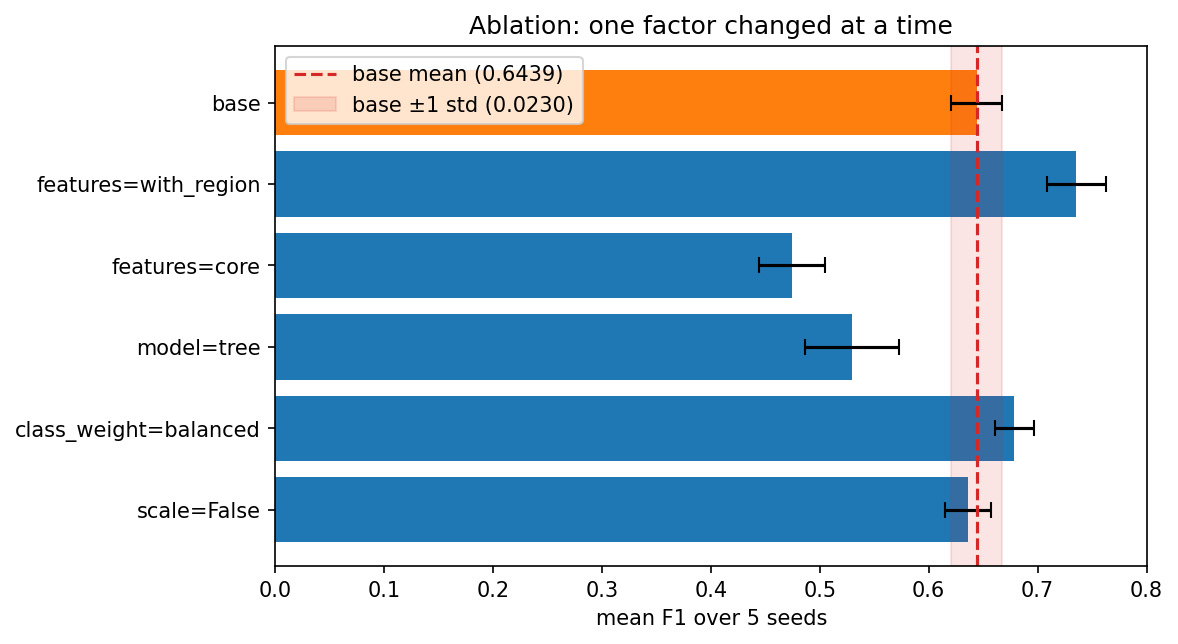 Ablation: one factor changed at a time
base mean (0.6439)
base ±1 std (0.0230)
base
features=with_region
features=core
model=tree
class_weight=balanced
scale=False
0.0 0.1 0.2 0.3 0.4 0.5 0.6 0.7 0.8
mean F1 over 5 seeds